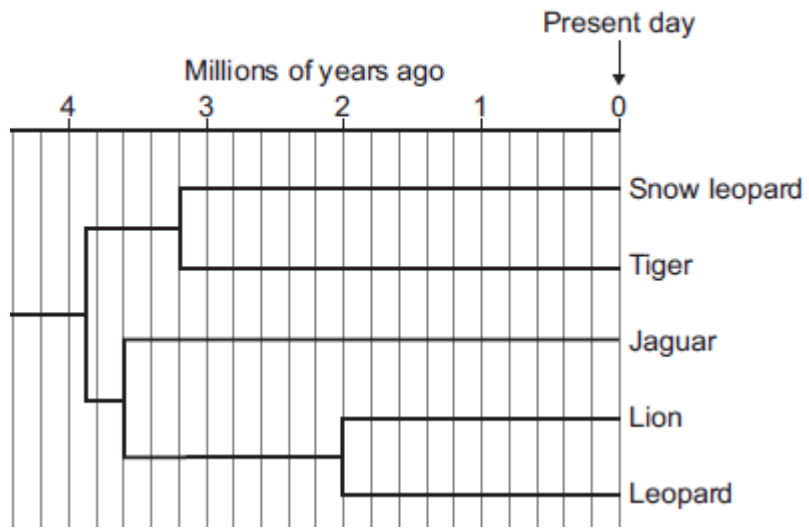 Present day
Millions of years ago
4 3 2 1 0
Snow leopard
Tiger
Jaguar
Lion
Leopard